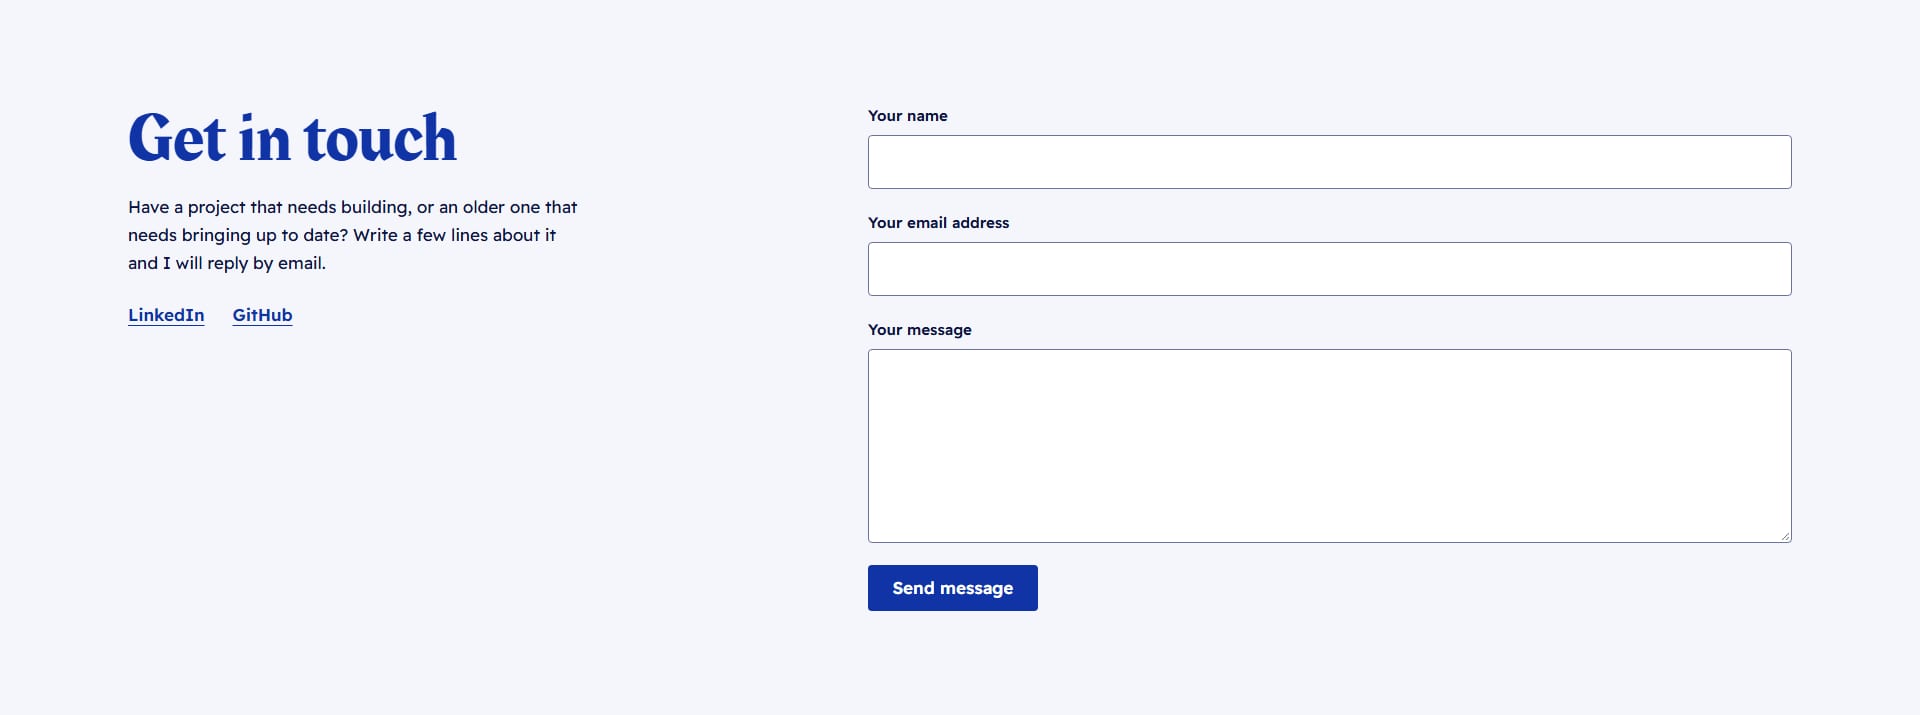 Get in touch
Have a project that needs building, or an older one that
needs bringing up to date? Write a few lines about it
and I will reply by email.
LinkedIn GitHub
Your name
Your email address
Your message
Send message